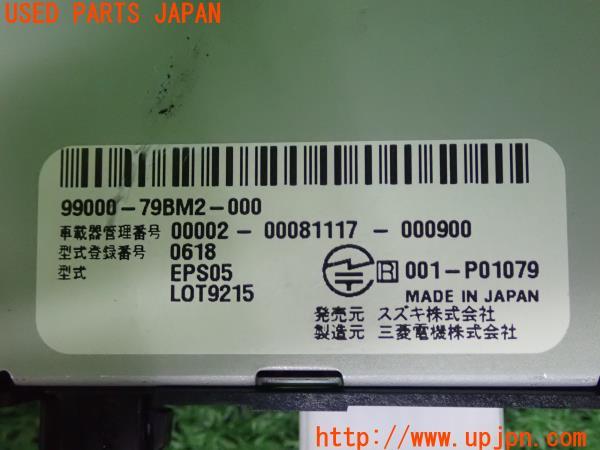 USED PARTS JAPAN
99000-79BM2-000
車載器管理番号 00002 - 00081117 - 000900
型式登録番号 0618
型式 EPS05
LOT9215
R 001-P01079
MADE IN JAPAN
発売元 スズキ株式会社
製造元 三菱電機株式会社
http://www.upjpn.com